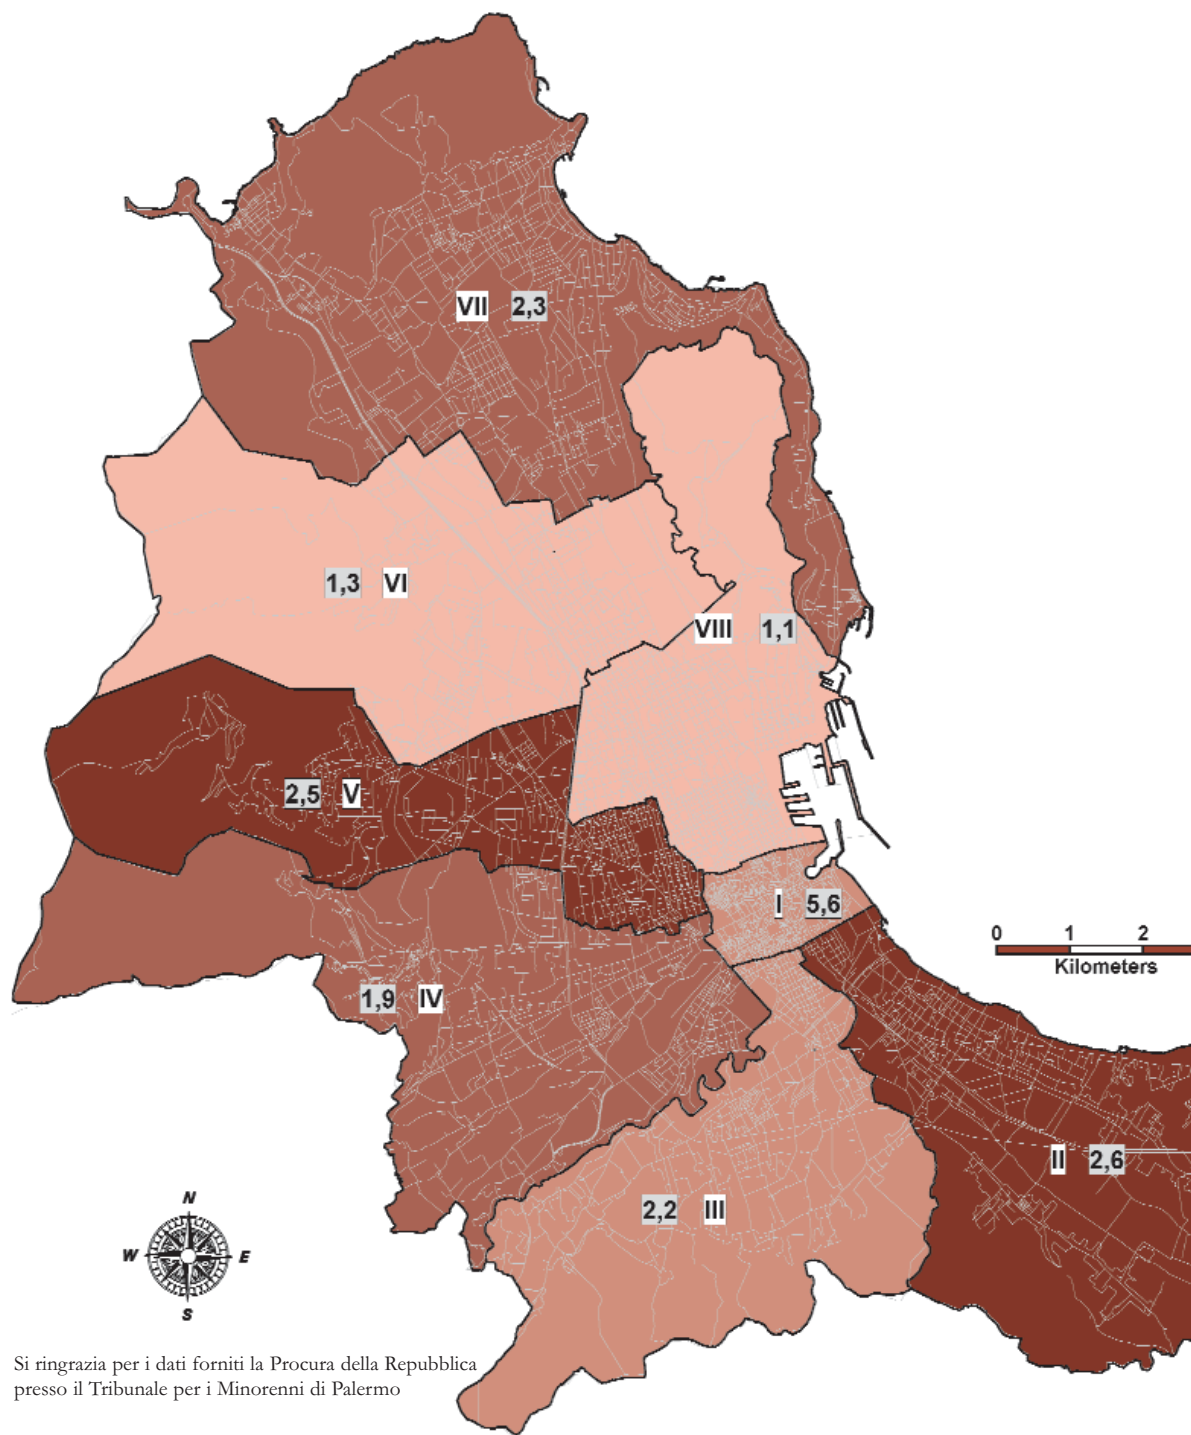 VII 2,3
1,3 VI
VIII 1,1
2,5 V
I 5,6
0 1 2
Kilometers
1,9 IV
II 2,6
2,2 III
N
W E
S
Si ringrazia per i dati forniti la Procura della Repubblica
presso il Tribunale per i Minorenni di Palermo